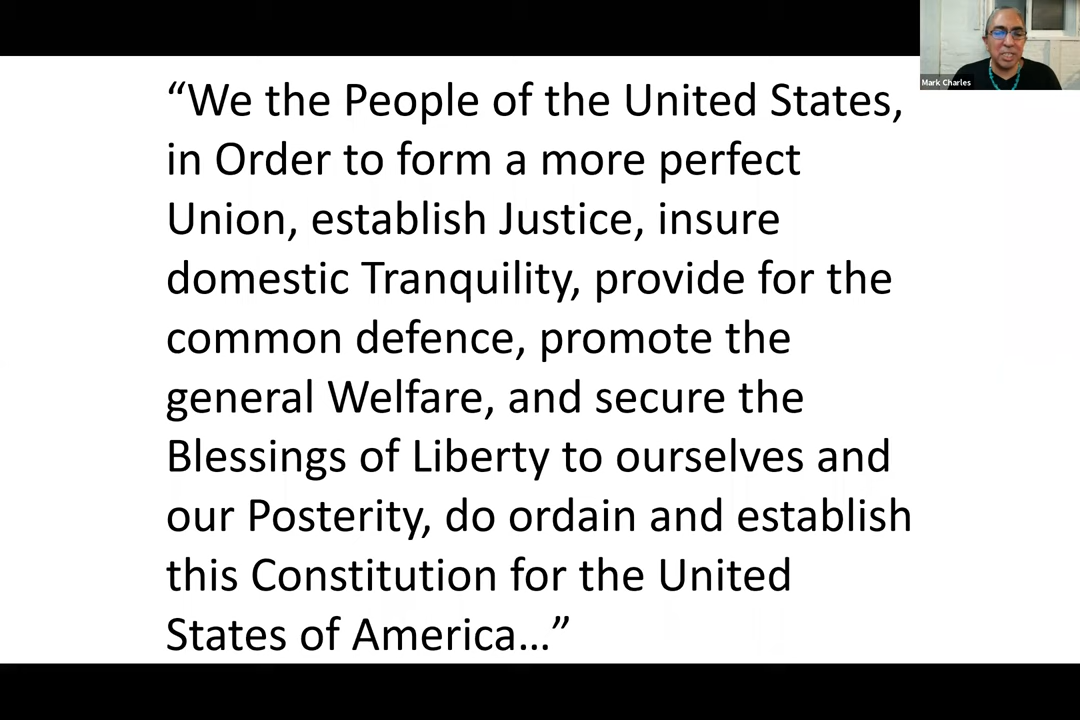 “We the People of the United States,
in Order to form a more perfect
Union, establish Justice, insure
domestic Tranquility, provide for the
common defence, promote the
general Welfare, and secure the
Blessings of Liberty to ourselves and
our Posterity, do ordain and establish
this Constitution for the United
States of America...”
Mark Charles